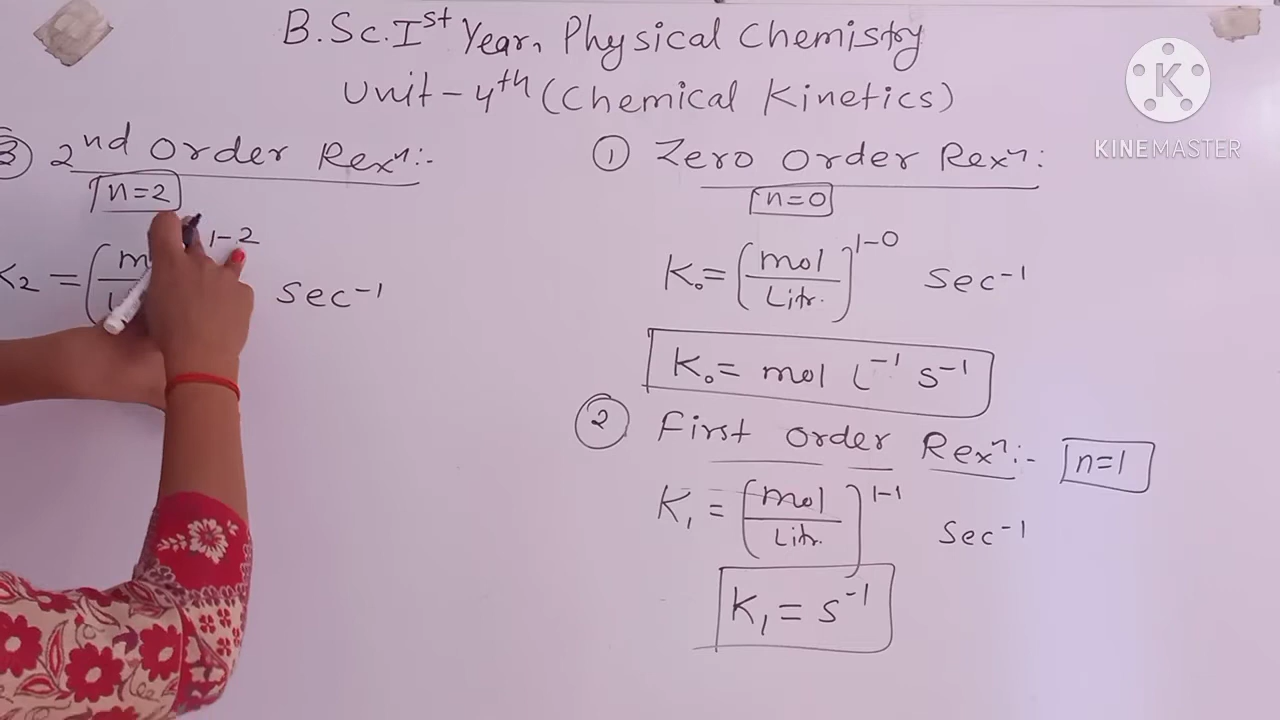 B.Sc. Ist Year, Physical Chemistry
Unit-4th (Chemical Kinetics)
K
KINEMASTER
③ 2nd Order Rexⁿ:-
n=2
K₂ = ( )¹⁻² sec⁻¹
① Zero Order Rexⁿ:
n=0
K₀ = (mol/Litr.)¹⁻⁰ sec⁻¹
K₀ = mol L⁻¹ s⁻¹
② First Order Rexⁿ:- n=1
K₁ = (mol/Litr.)¹⁻¹ sec⁻¹
K₁ = s⁻¹